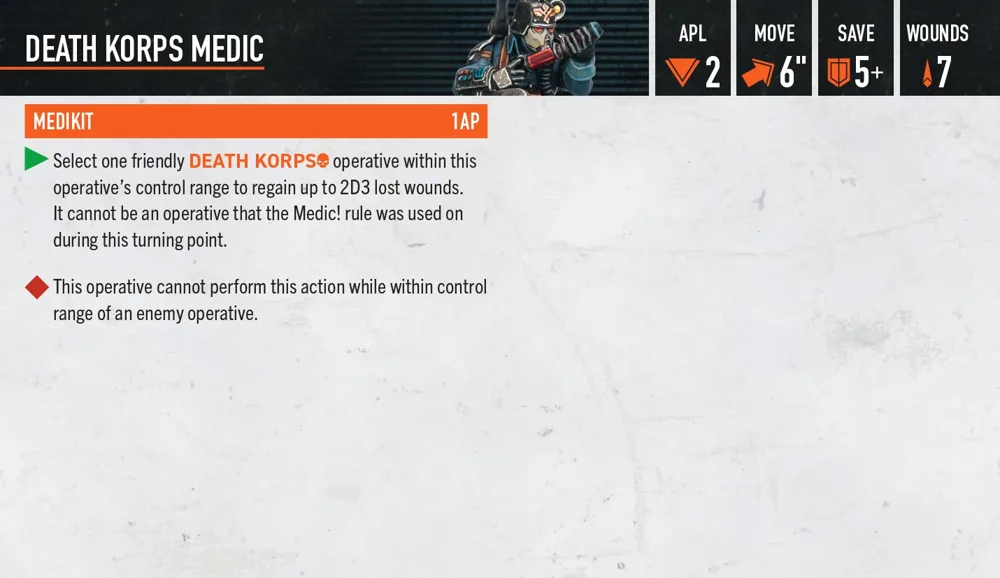 DEATH KORPS MEDIC
APL
2
MOVE
6"
SAVE
5+
WOUNDS
7
MEDIKIT 1AP
Select one friendly DEATH KORPS operative within this
operative's control range to regain up to 2D3 lost wounds.
It cannot be an operative that the Medic! rule was used on
during this turning point.
This operative cannot perform this action while within control
range of an enemy operative.